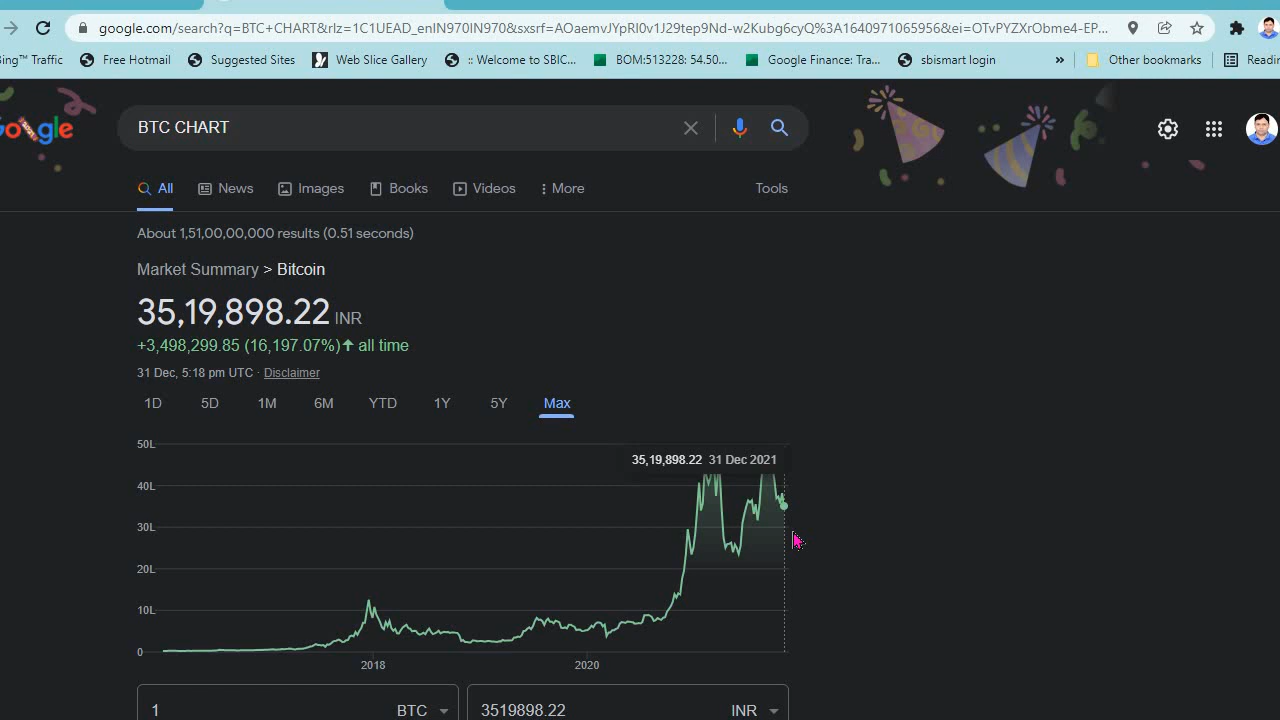 google.com/search?q=BTC+CHART&rlz=1C1UEAD_enIN970IN970&sxsrf=AOaemvJYpRl0v1J29tep9Nd-w2Kubg6cyQ%3A1640971065956&ei=OTvPYZXrObme4-EP...
Bing™ Traffic Free Hotmail Suggested Sites Web Slice Gallery :: Welcome to SBIC... BOM:513228: 54.50... Google Finance: Tra... sbismart login » Other bookmarks Readin
Google BTC CHART
All News Images Books Videos More Tools
About 1,51,00,00,000 results (0.51 seconds)
Market Summary > Bitcoin
35,19,898.22 INR
+3,498,299.85 (16,197.07%) all time
31 Dec, 5:18 pm UTC · Disclaimer
1D 5D 1M 6M YTD 1Y 5Y Max
50L
35,19,898.22 31 Dec 2021
40L
30L
20L
10L
0
2018 2020
1 BTC 3519898.22 INR